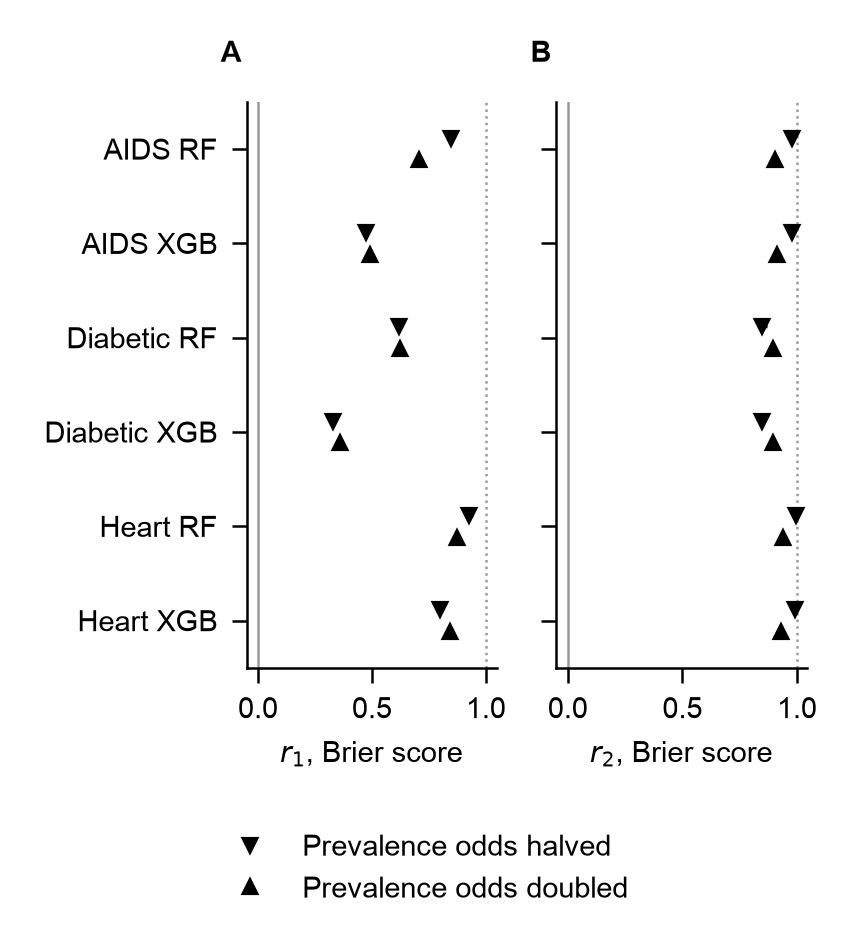 A B
AIDS RF
AIDS XGB
Diabetic RF
Diabetic XGB
Heart RF
Heart XGB
0.0 0.5 1.0 0.0 0.5 1.0
r₁, Brier score r₂, Brier score
Prevalence odds halved
Prevalence odds doubled